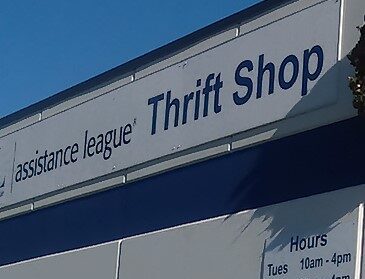 assistance league® Thrift Shop
Hours
Tues 10am - 4pm